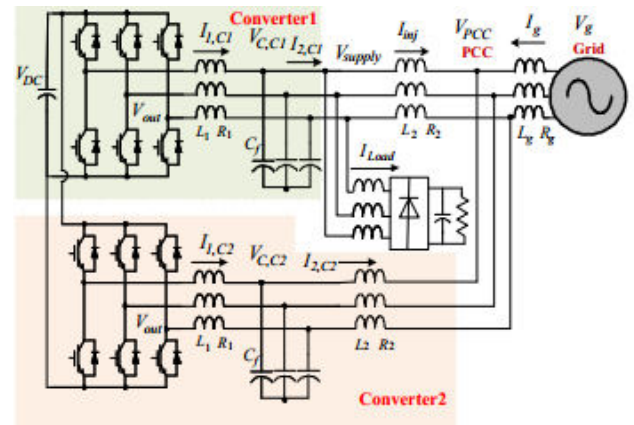 Converter1
I1,C1
VC,C1
I2,C1
Vsupply
Iinj
VPCC
PCC
Ig
Vg
Grid
VDC
Vout
L1 R1
Cf
L2 R2
Lg Rg
ILoad
I1,C2
VC,C2
I2,C2
Vout
L1 R1
Cf
L2 R2
Converter2